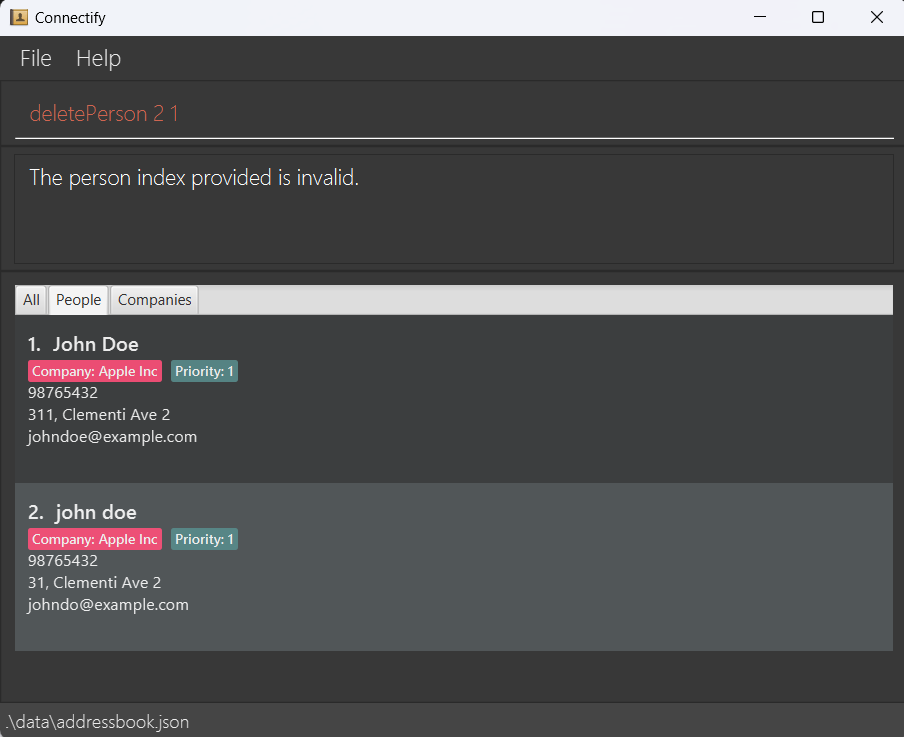 Connectify
File Help
deletePerson 2 1
The person index provided is invalid.
All People Companies
1. John Doe
Company: Apple Inc Priority: 1
98765432
311, Clementi Ave 2
johndoe@example.com
2. john doe
Company: Apple Inc Priority: 1
98765432
31, Clementi Ave 2
johndo@example.com
.\data\addressbook.json